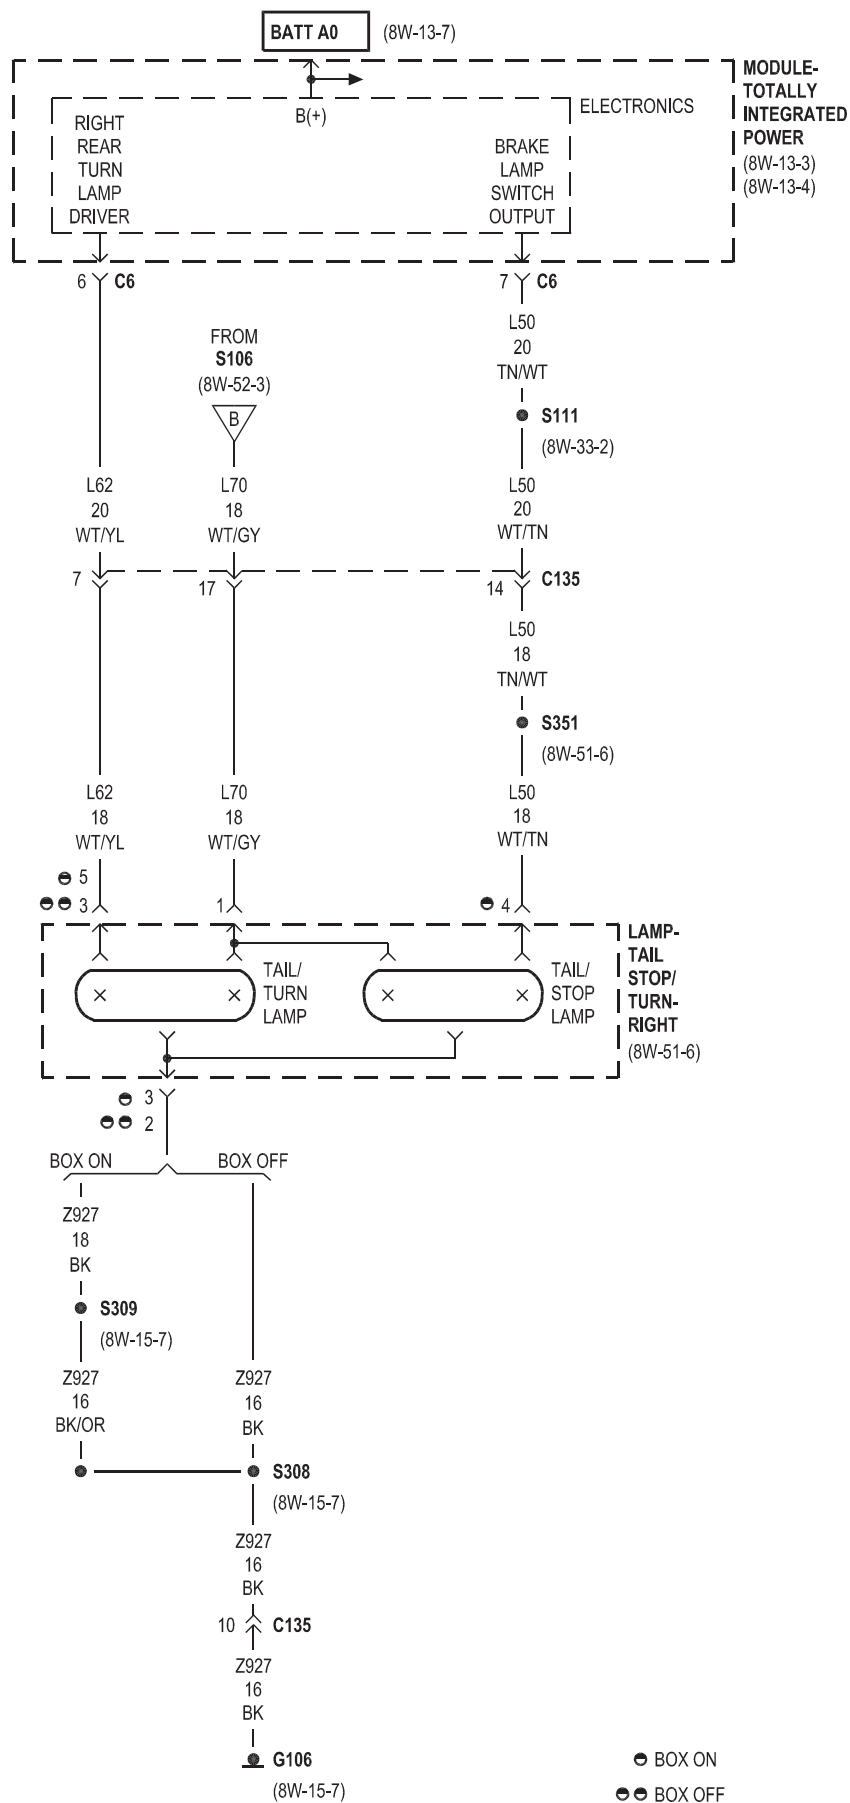 BATT A0 (8W-13-7)
MODULE-
TOTALLY
INTEGRATED
POWER
(8W-13-3)
(8W-13-4)
ELECTRONICS
B(+)
RIGHT
REAR
TURN
LAMP
DRIVER
BRAKE
LAMP
SWITCH
OUTPUT
6 C6
7 C6
L50
20
TN/WT
FROM
S106
(8W-52-3)
B
S111
(8W-33-2)
L62
20
WT/YL
L70
18
WT/GY
L50
20
WT/TN
7
17
14
C135
L50
18
TN/WT
S351
(8W-51-6)
L62
18
WT/YL
L70
18
WT/GY
L50
18
WT/TN
5
3
1
4
LAMP-
TAIL
STOP/
TURN-
RIGHT
(8W-51-6)
TAIL/
TURN
LAMP
TAIL/
STOP
LAMP
3
2
BOX ON
BOX OFF
Z927
18
BK
S309
(8W-15-7)
Z927
16
BK/OR
Z927
16
BK
S308
(8W-15-7)
Z927
16
BK
10 C135
Z927
16
BK
G106
(8W-15-7)
BOX ON
BOX OFF